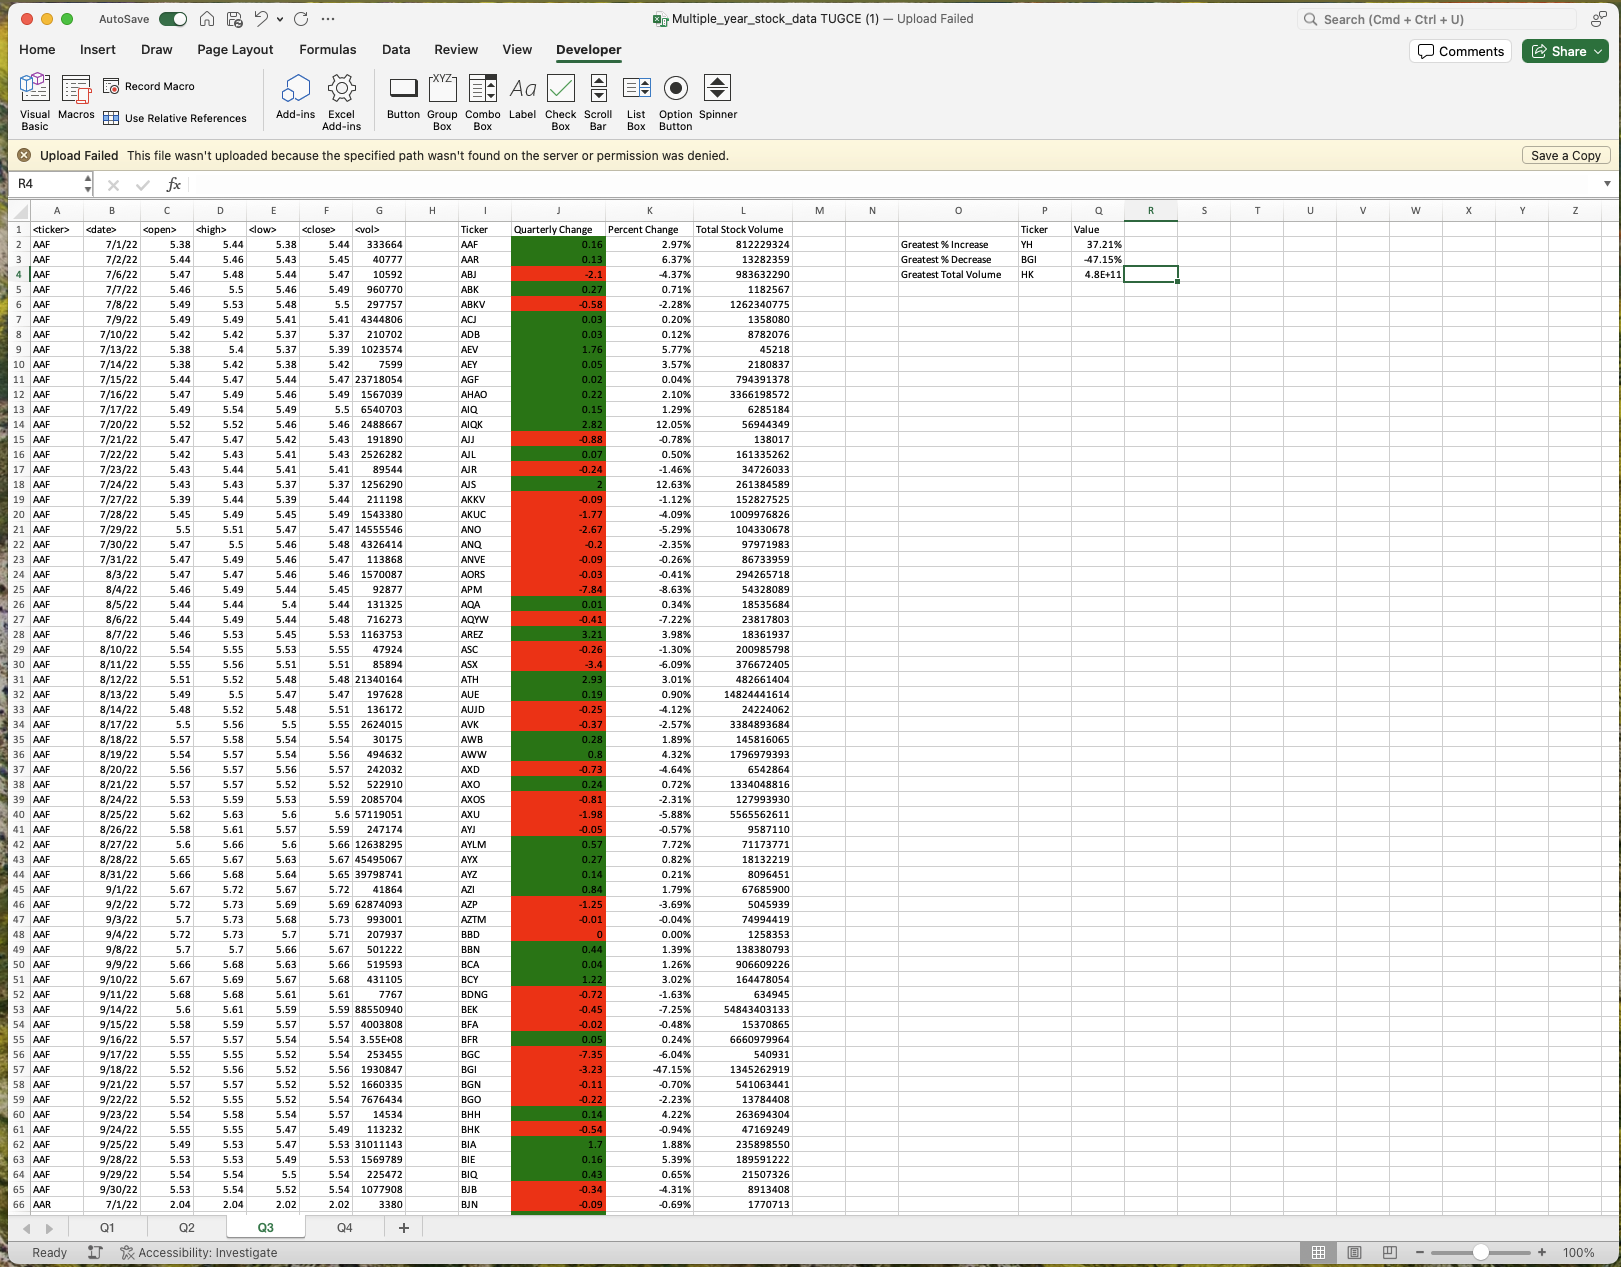 AutoSave Multiple_year_stock_data TUGCE (1) — Upload Failed Search (Cmd + Ctrl + U)
Home Insert Draw Page Layout Formulas Data Review View Developer Comments Share
Record Macro
Use Relative References
Visual Basic Macros Add-ins Excel Add-ins Button Group Box Combo Box Label Check Box Scroll Bar List Box Option Button Spinner
Upload Failed This file wasn't uploaded because the specified path wasn't found on the server or permission was denied. Save a Copy
R4 fx
A B C D E F G H I J K L M N O P Q R S T U V W X Y Z
1 <ticker> <date> <open> <high> <low> <close> <vol> Ticker Quarterly Change Percent Change Total Stock Volume Ticker Value
2 AAF 7/1/22 5.38 5.44 5.38 5.44 333664 AAF 0.16 2.97% 812229324 Greatest % Increase YH 37.21%
3 AAF 7/2/22 5.44 5.46 5.43 5.45 40777 AAR 0.13 6.37% 13282359 Greatest % Decrease BGI -47.15%
4 AAF 7/6/22 5.47 5.48 5.44 5.47 10592 ABJ -2.1 -4.37% 983632290 Greatest Total Volume HK 4.8E+11
5 AAF 7/7/22 5.46 5.5 5.46 5.49 960770 ABK 0.27 0.71% 1182567
6 AAF 7/8/22 5.49 5.53 5.48 5.5 297757 ABKV -0.58 -2.28% 1262340775
7 AAF 7/9/22 5.49 5.49 5.41 5.41 4344806 ACJ 0.03 0.20% 1358080
8 AAF 7/10/22 5.42 5.42 5.37 5.37 210702 ADB 0.03 0.12% 8782076
9 AAF 7/13/22 5.38 5.4 5.37 5.39 1023574 AEV 1.76 5.77% 45218
10 AAF 7/14/22 5.38 5.42 5.38 5.42 7599 AEY 0.05 3.57% 2180837
11 AAF 7/15/22 5.44 5.47 5.44 5.47 23718054 AGF 0.02 0.04% 794391378
12 AAF 7/16/22 5.47 5.49 5.46 5.49 1567039 AHAO 0.22 2.10% 3366198572
13 AAF 7/17/22 5.49 5.54 5.49 5.5 6540703 AIQ 0.15 1.29% 6285184
14 AAF 7/20/22 5.52 5.52 5.46 5.46 2488667 AIQK 2.82 12.05% 56944349
15 AAF 7/21/22 5.47 5.47 5.42 5.43 191890 AJJ -0.88 -0.78% 138017
16 AAF 7/22/22 5.42 5.43 5.41 5.43 2526282 AJL 0.07 0.50% 161335262
17 AAF 7/23/22 5.43 5.44 5.41 5.41 89544 AJR -0.24 -1.46% 34726033
18 AAF 7/24/22 5.43 5.43 5.37 5.37 1256290 AJS 2 12.63% 261384589
19 AAF 7/27/22 5.39 5.44 5.39 5.44 211198 AKKV -0.09 -1.12% 152827525
20 AAF 7/28/22 5.45 5.49 5.45 5.49 1543380 AKUC -1.77 -4.09% 1009976826
21 AAF 7/29/22 5.5 5.51 5.47 5.47 14555546 ANO -2.67 -5.29% 104330678
22 AAF 7/30/22 5.47 5.5 5.46 5.48 4326414 ANQ -0.2 -2.35% 97971983
23 AAF 7/31/22 5.47 5.49 5.46 5.47 113868 ANVE -0.09 -0.26% 86733959
24 AAF 8/3/22 5.47 5.47 5.46 5.46 1570087 AORS -0.03 -0.41% 294265718
25 AAF 8/4/22 5.46 5.49 5.44 5.45 92877 APM -7.84 -8.63% 54328089
26 AAF 8/5/22 5.44 5.44 5.4 5.44 131325 AQA 0.01 0.34% 18535684
27 AAF 8/6/22 5.44 5.49 5.44 5.48 716273 AQYW -0.41 -7.22% 23817803
28 AAF 8/7/22 5.46 5.53 5.45 5.53 1163753 AREZ 3.21 3.98% 18361937
29 AAF 8/10/22 5.54 5.55 5.53 5.55 47924 ASC -0.26 -1.30% 200985798
30 AAF 8/11/22 5.55 5.56 5.51 5.51 85894 ASX -3.4 -6.09% 376672405
31 AAF 8/12/22 5.51 5.52 5.48 5.48 21340164 ATH 2.93 3.01% 482661404
32 AAF 8/13/22 5.49 5.5 5.47 5.47 197628 AUE 0.19 0.90% 14824441614
33 AAF 8/14/22 5.48 5.52 5.48 5.51 136172 AUJD -0.25 -4.12% 24224062
34 AAF 8/17/22 5.5 5.56 5.5 5.55 2624015 AVK -0.37 -2.57% 3384893684
35 AAF 8/18/22 5.57 5.58 5.54 5.54 30175 AWB 0.28 1.89% 145816065
36 AAF 8/19/22 5.54 5.57 5.54 5.56 494632 AWW 0.8 4.32% 1796979393
37 AAF 8/20/22 5.56 5.57 5.56 5.57 242032 AXD -0.73 -4.64% 6542864
38 AAF 8/21/22 5.57 5.57 5.52 5.52 522910 AXO 0.24 0.72% 1334048816
39 AAF 8/24/22 5.53 5.59 5.53 5.59 2085704 AXOS -0.81 -2.31% 127993930
40 AAF 8/25/22 5.62 5.63 5.6 5.6 57119051 AXU -1.98 -5.88% 5565562611
41 AAF 8/26/22 5.58 5.61 5.57 5.59 247174 AYJ -0.05 -0.57% 9587110
42 AAF 8/27/22 5.6 5.66 5.6 5.66 12638295 AYLM 0.57 7.72% 71173771
43 AAF 8/28/22 5.65 5.67 5.63 5.67 45495067 AYX 0.27 0.82% 18132219
44 AAF 8/31/22 5.66 5.68 5.64 5.65 39798741 AYZ 0.14 0.21% 8096451
45 AAF 9/1/22 5.67 5.72 5.67 5.72 41864 AZI 0.84 1.79% 67685900
46 AAF 9/2/22 5.72 5.73 5.69 5.69 62874093 AZP -1.25 -3.69% 5045939
47 AAF 9/3/22 5.7 5.73 5.68 5.73 993001 AZTM -0.01 -0.04% 74994419
48 AAF 9/4/22 5.72 5.73 5.7 5.71 207937 BBD 0 0.00% 1258353
49 AAF 9/8/22 5.7 5.7 5.66 5.67 501222 BBN 0.44 1.39% 138380793
50 AAF 9/9/22 5.66 5.68 5.63 5.66 519593 BCA 0.04 1.26% 906609226
51 AAF 9/10/22 5.67 5.69 5.67 5.68 431105 BCY 1.22 3.02% 164478054
52 AAF 9/11/22 5.68 5.68 5.61 5.61 7767 BDNG -0.72 -1.63% 634945
53 AAF 9/14/22 5.6 5.61 5.59 5.59 88550940 BEK -0.45 -7.25% 54843403133
54 AAF 9/15/22 5.58 5.59 5.57 5.57 4003808 BFA -0.02 -0.48% 15370865
55 AAF 9/16/22 5.57 5.57 5.54 5.54 3.55E+08 BFR 0.05 0.24% 6660979964
56 AAF 9/17/22 5.55 5.55 5.52 5.54 253455 BGC -7.35 -6.04% 540931
57 AAF 9/18/22 5.52 5.56 5.52 5.56 1930847 BGI -3.23 -47.15% 1345262919
58 AAF 9/21/22 5.57 5.57 5.52 5.52 1660335 BGN -0.11 -0.70% 541063441
59 AAF 9/22/22 5.52 5.55 5.52 5.52 7676434 BGO -0.22 -2.23% 13784408
60 AAF 9/23/22 5.54 5.58 5.54 5.57 14534 BHH 0.14 4.22% 263694304
61 AAF 9/24/22 5.55 5.55 5.47 5.49 113232 BHK -0.54 -0.94% 47169249
62 AAF 9/25/22 5.49 5.53 5.47 5.53 31011143 BIA 1.7 1.88% 235898550
63 AAF 9/28/22 5.53 5.53 5.49 5.53 1569789 BIE 0.16 5.39% 189591222
64 AAF 9/29/22 5.54 5.54 5.5 5.54 225472 BIQ 0.43 0.65% 21507326
65 AAF 9/30/22 5.53 5.54 5.52 5.54 1077908 BJB -0.34 -4.31% 8913408
66 AAR 7/1/22 2.04 2.04 2.02 2.02 3380 BJN -0.09 -0.69% 1770713
Q1 Q2 Q3 Q4 +
Ready Accessibility: Investigate 100%